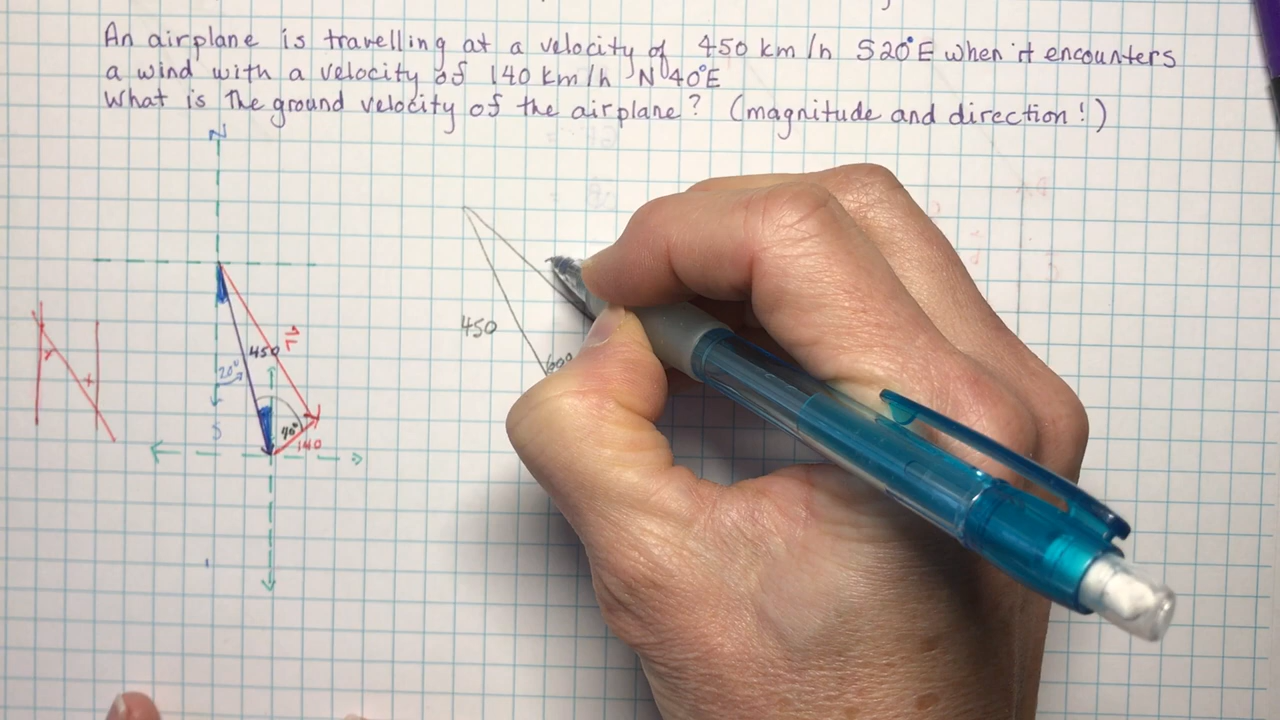 An airplane is travelling at a velocity of 450 km/h S20°E when it encounters
a wind with a velocity of 140 km/h N40°E
What is the ground velocity of the airplane? (magnitude and direction!)
N
450
r
20°
S
40°
140
450
60°